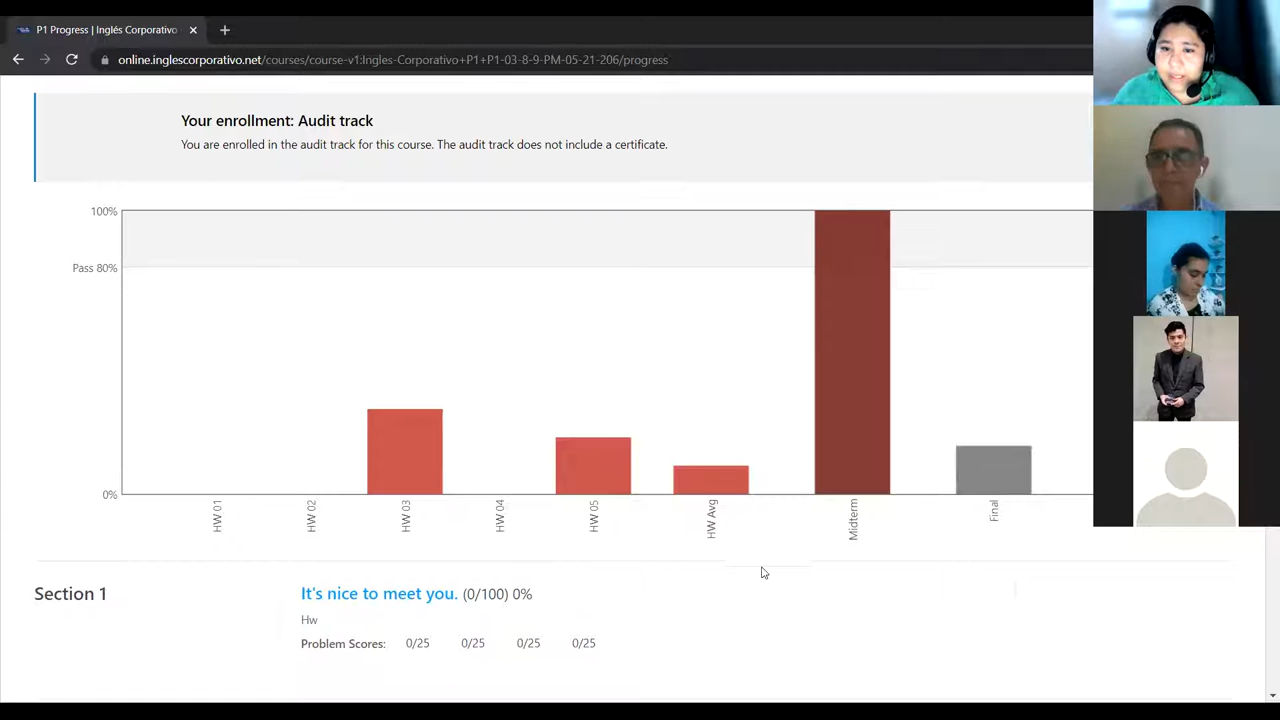 P1 Progress | Inglés Corporativo
online.inglescorporativo.net/courses/course-v1:Ingles-Corporativo+P1+P1-03-8-9-PM-05-21-206/progress
Your enrollment: Audit track
You are enrolled in the audit track for this course. The audit track does not include a certificate.
100%
Pass 80%
0%
HW 01
HW 02
HW 03
HW 04
HW 05
HW Avg
Midterm
Final
Section 1
It's nice to meet you. (0/100) 0%
Hw
Problem Scores: 0/25 0/25 0/25 0/25